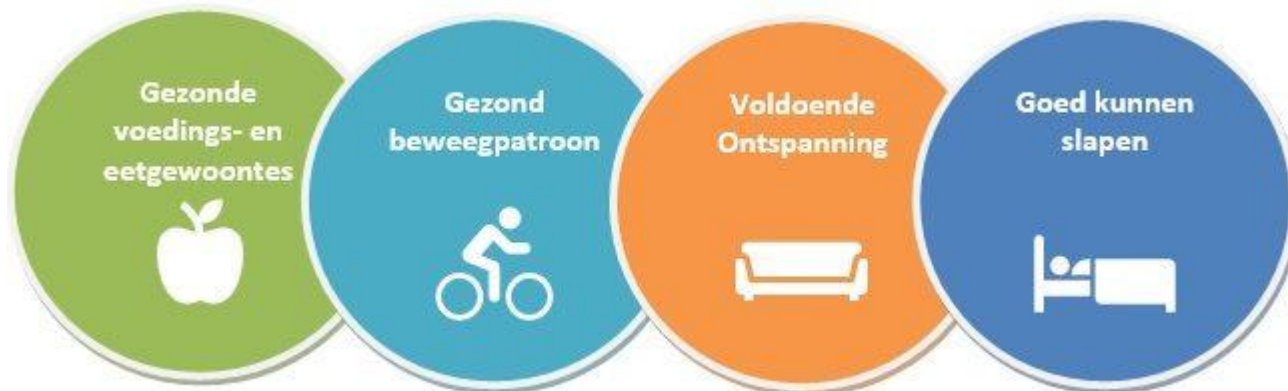 Gezonde
voedings- en
eetgewoontes
Gezond
beweegpatroon
Voldoende
Ontspanning
Goed kunnen
slapen